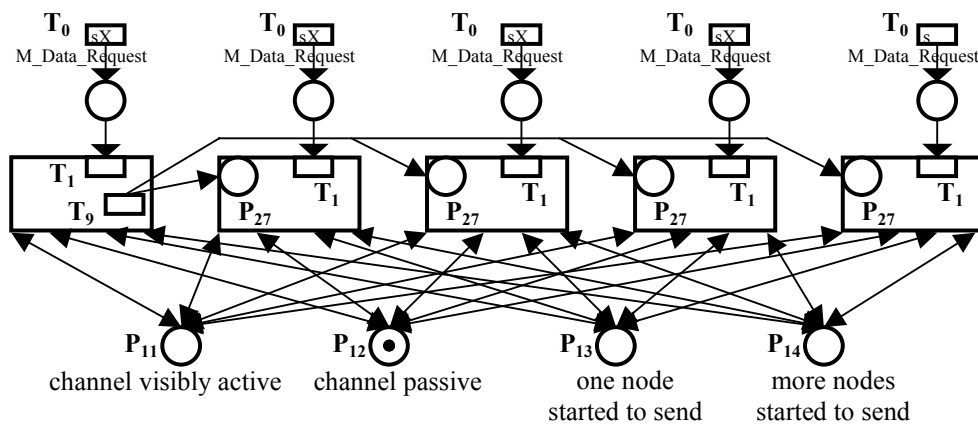 T0 sX T0 sX T0 sX T0 sX T0 s
M_Data_Request M_Data_Request M_Data_Request M_Data_Request M_Data_Request
T1 T1 T1 T1 T1
T9 P27 P27 P27 P27
P11 P12 P13 P14
channel visibly active channel passive one node more nodes
started to send started to send